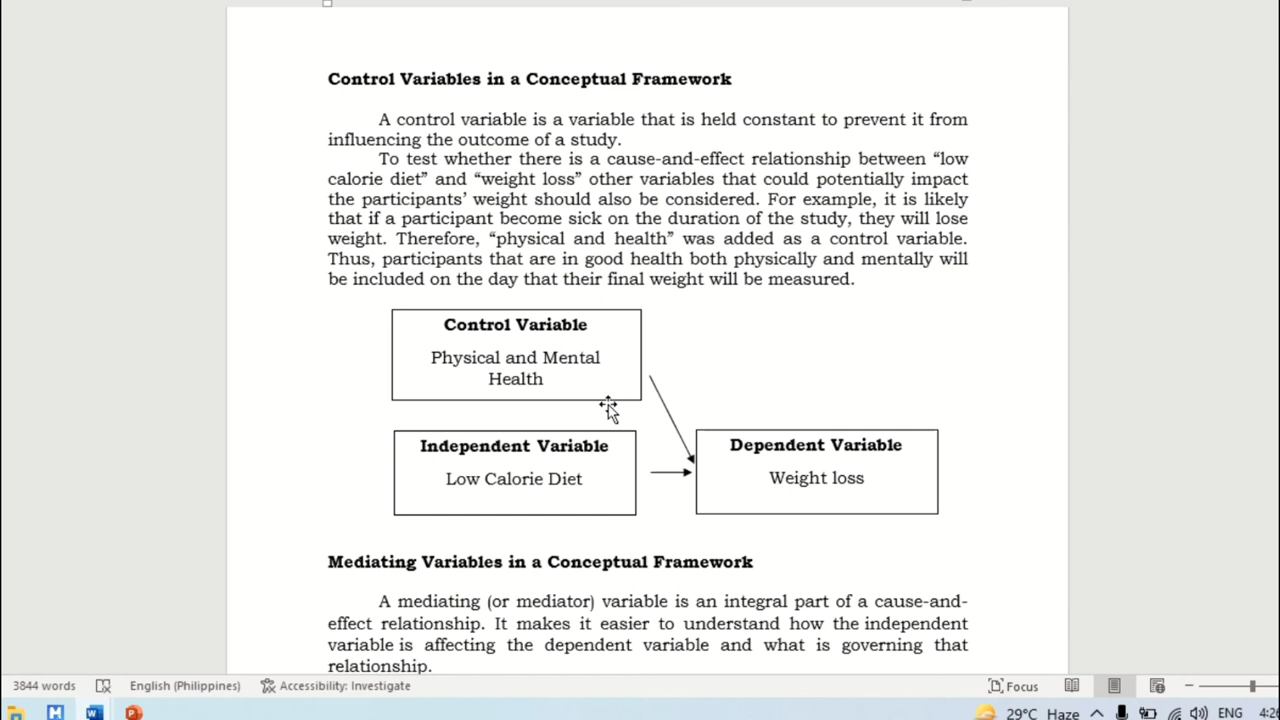 Control Variables in a Conceptual Framework
A control variable is a variable that is held constant to prevent it from
influencing the outcome of a study.
To test whether there is a cause-and-effect relationship between “low
calorie diet” and “weight loss” other variables that could potentially impact
the participants’ weight should also be considered. For example, it is likely
that if a participant become sick on the duration of the study, they will lose
weight. Therefore, “physical and health” was added as a control variable.
Thus, participants that are in good health both physically and mentally will
be included on the day that their final weight will be measured.
Control Variable
Physical and Mental
Health
Independent Variable
Low Calorie Diet
Dependent Variable
Weight loss
Mediating Variables in a Conceptual Framework
A mediating (or mediator) variable is an integral part of a cause-and-
effect relationship. It makes it easier to understand how the independent
variable is affecting the dependent variable and what is governing that
relationship.
3844 words English (Philippines) Accessibility: Investigate Focus
29°C Haze ENG 4:26